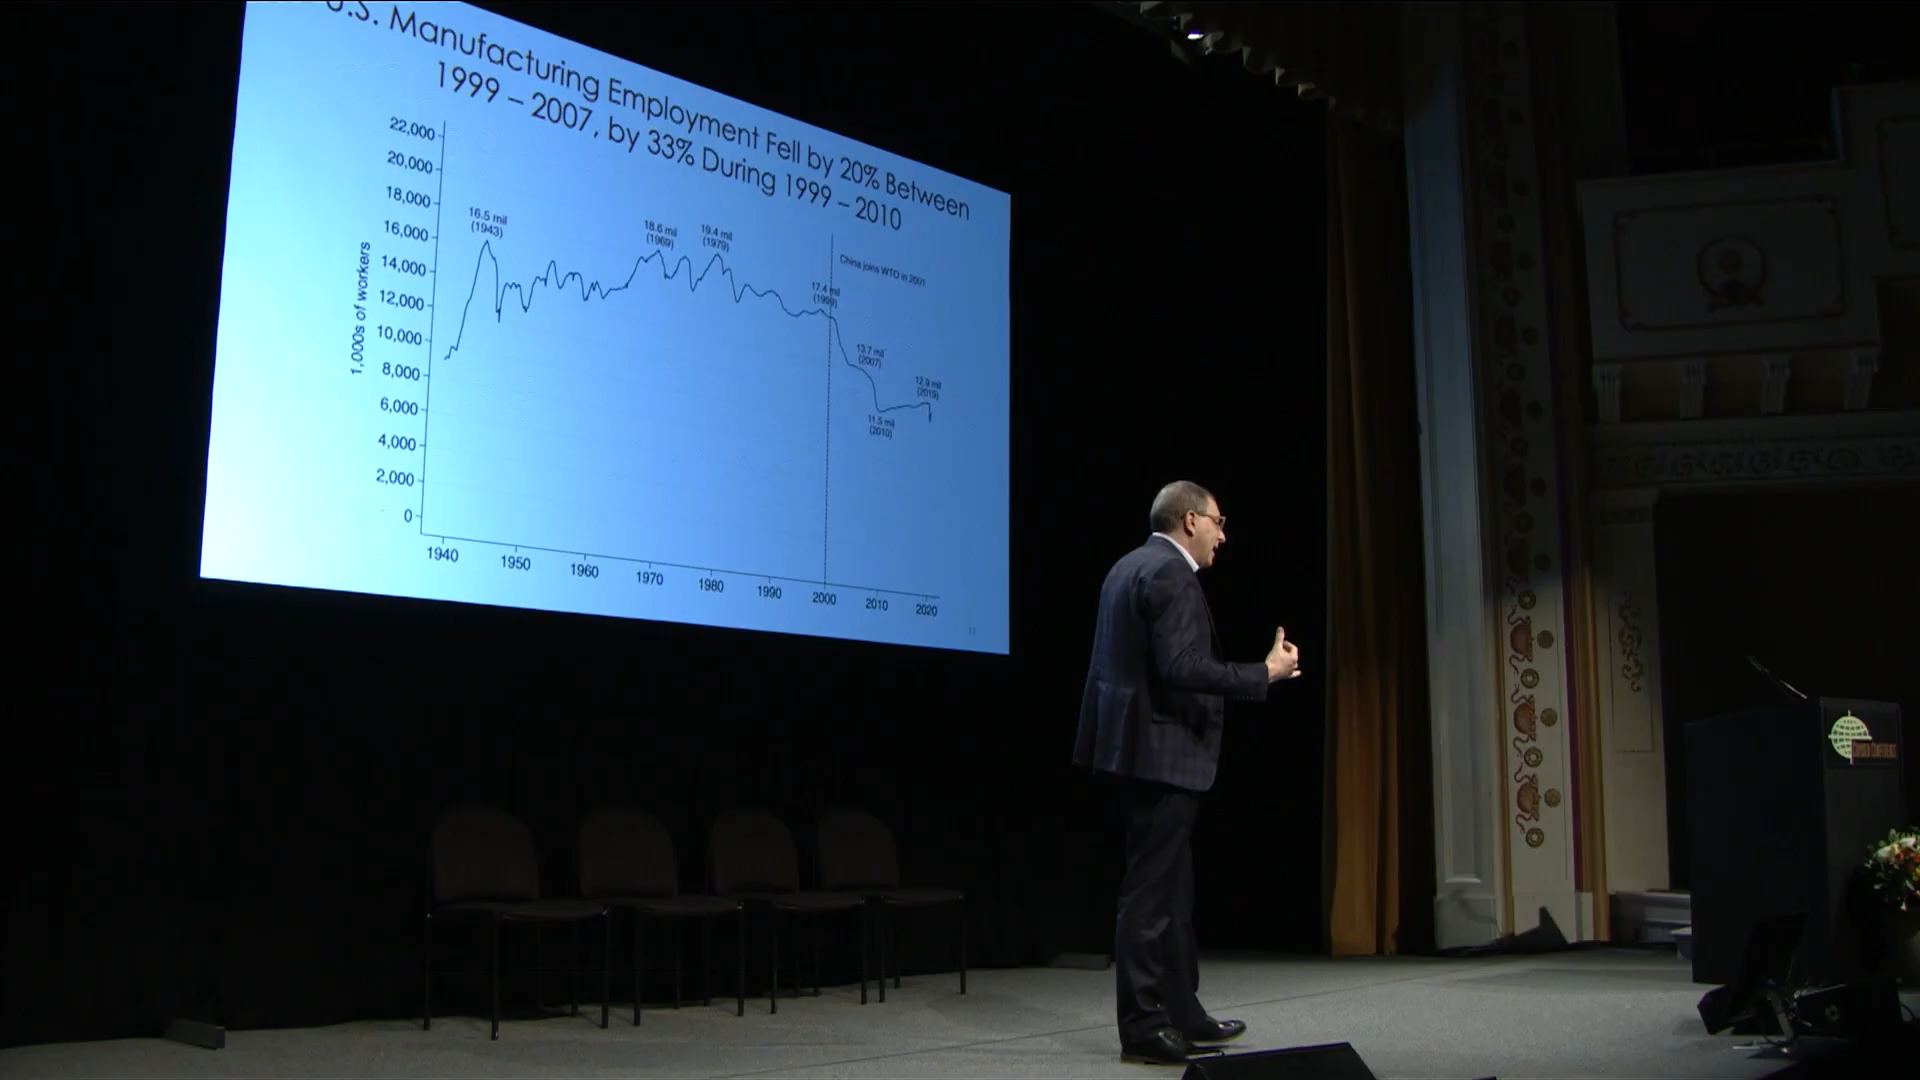 U.S. Manufacturing Employment Fell by 20% Between
1999 – 2007, by 33% During 1999 – 2010
22,000
20,000
18,000
16,000
14,000
12,000
10,000
8,000
6,000
4,000
2,000
0
1,000s of workers
16.5 mil
(1943)
18.6 mil
(1969)
19.4 mil
(1979)
China joins WTO in 2001
17.4 mil
(1999)
13.7 mil
(2007)
12.9 mil
(2019)
11.5 mil
(2010)
1940
1950
1960
1970
1980
1990
2000
2010
2020
11
CAMDEN CONFERENCE